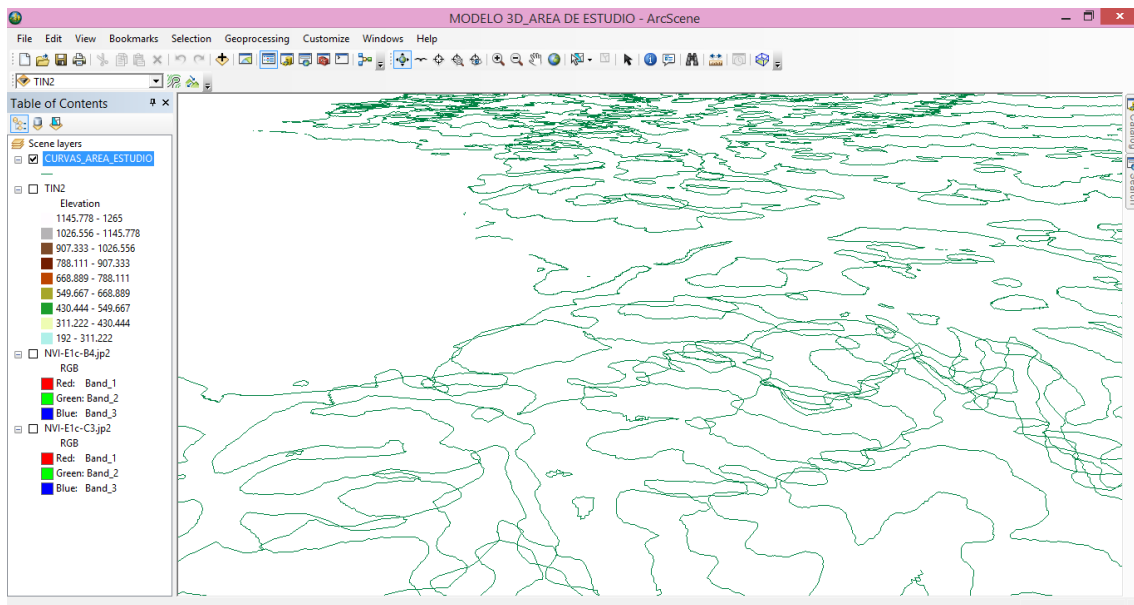 MODELO 3D_AREA DE ESTUDIO - ArcScene
File Edit View Bookmarks Selection Geoprocessing Customize Windows Help
TIN2
Table of Contents
Scene layers
CURVAS_AREA_ESTUDIO
TIN2
Elevation
1145.778 - 1265
1026.556 - 1145.778
907.333 - 1026.556
788.111 - 907.333
668.889 - 788.111
549.667 - 668.889
430.444 - 549.667
311.222 - 430.444
192 - 311.222
NVI-E1c-B4.jp2
RGB
Red: Band_1
Green: Band_2
Blue: Band_3
NVI-E1c-C3.jp2
RGB
Red: Band_1
Green: Band_2
Blue: Band_3
Catalog
Search